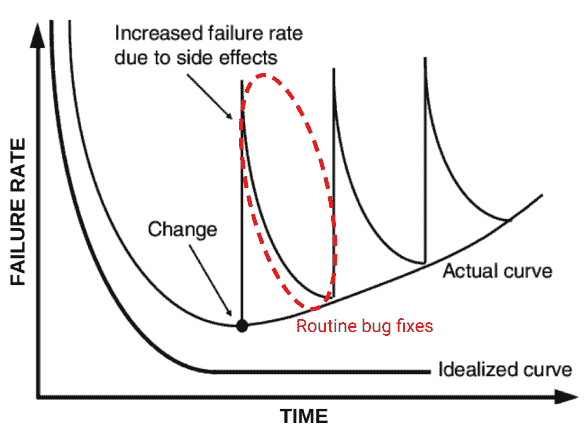 Increased failure rate
due to side effects
Change
FAILURE RATE
Actual curve
Routine bug fixes
Idealized curve
TIME